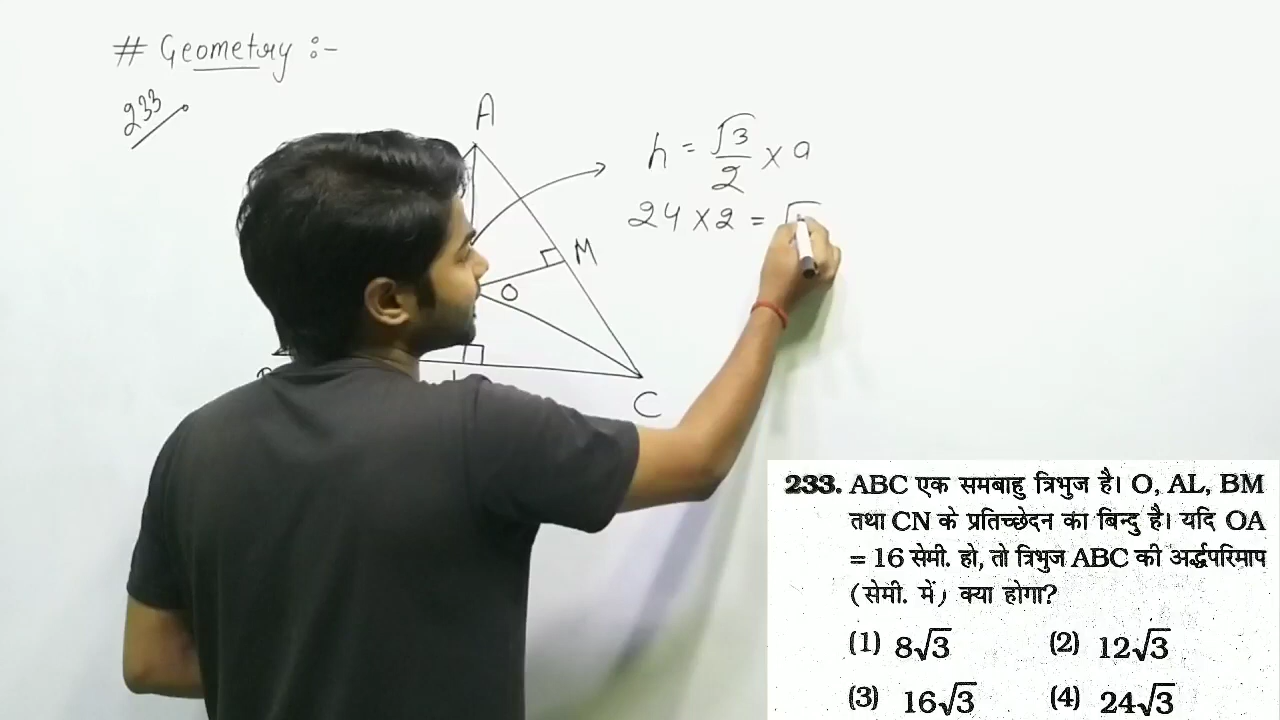 # Geometry :-
233
A
h = √3/2 × a
24 × 2 = √
M
O
C
233. ABC एक समबाहु त्रिभुज है। O, AL, BM
तथा CN के प्रतिच्छेदन का बिन्दु है। यदि OA
= 16 सेमी. हो, तो त्रिभुज ABC की अर्द्धपरिमाप
(सेमी. में) क्या होगा?
(1) 8√3 (2) 12√3
(3) 16√3 (4) 24√3